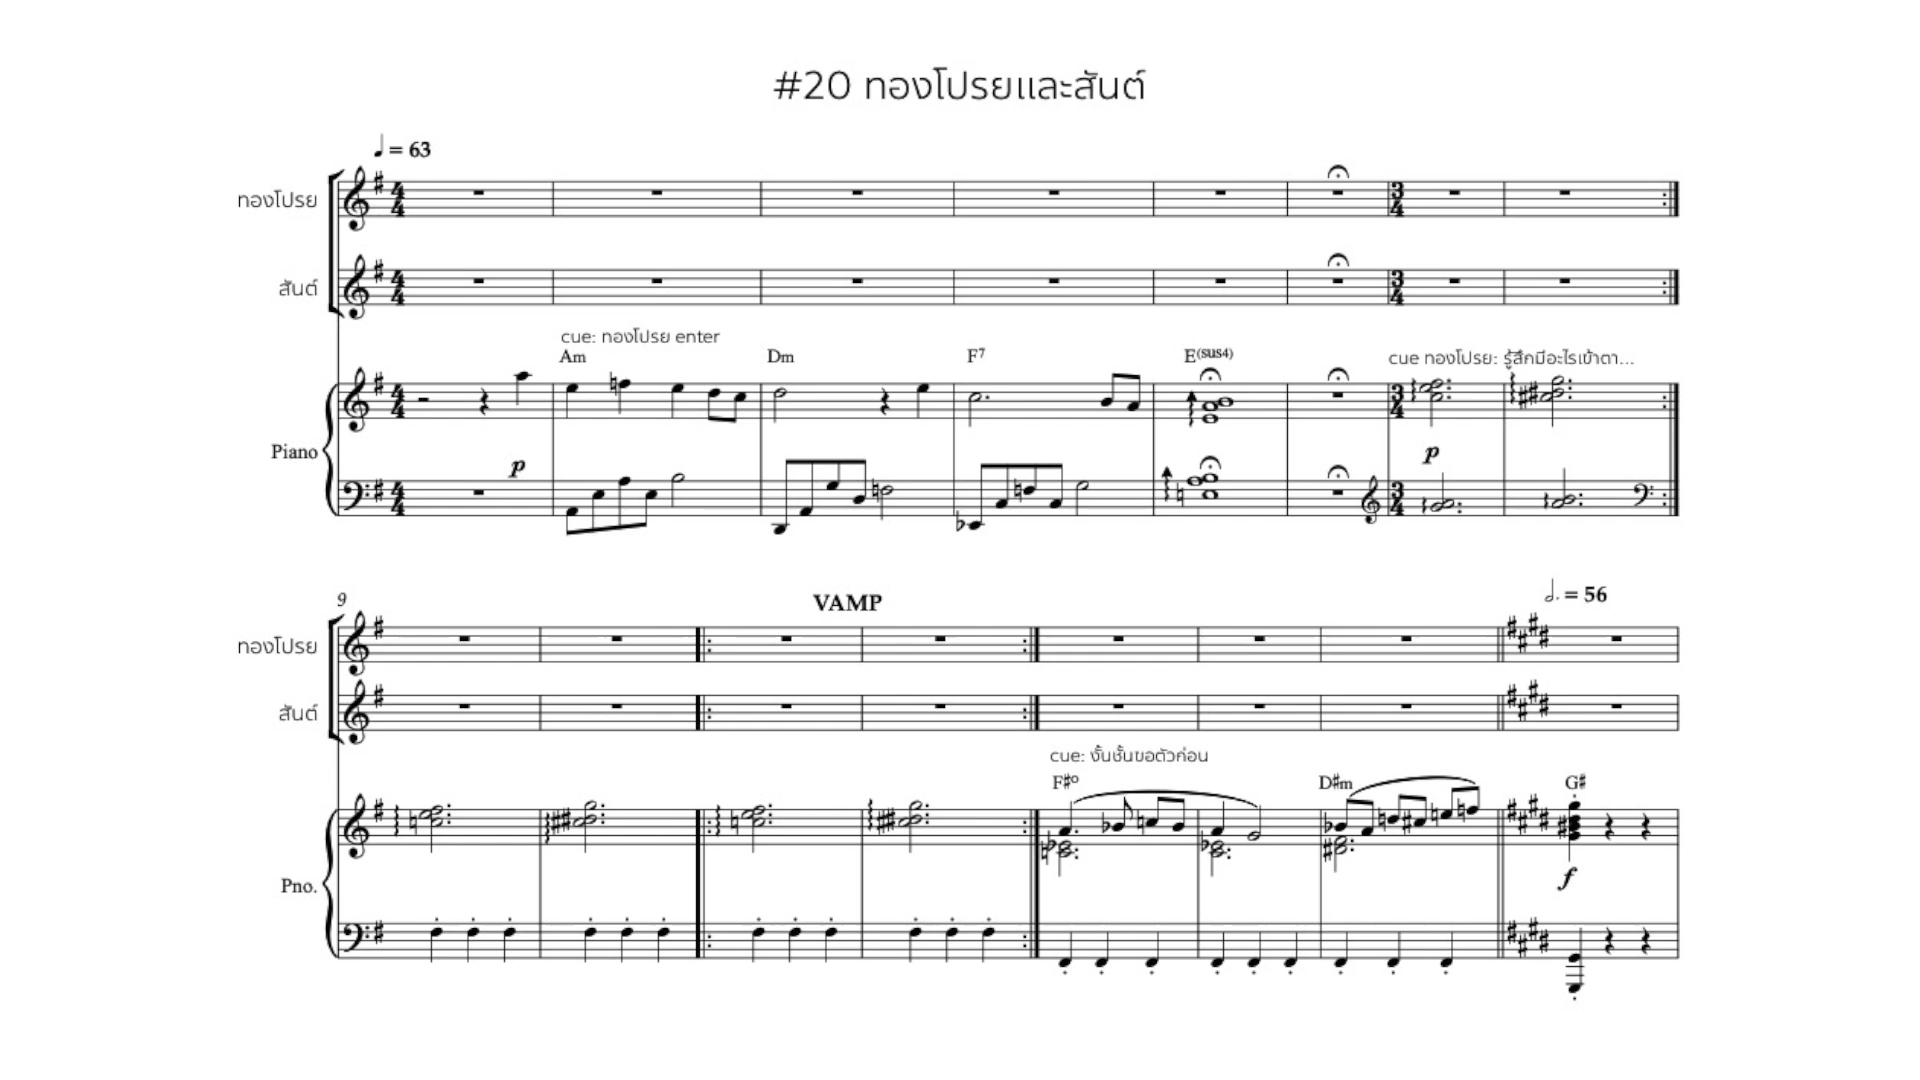 #20 ทองโปรยและสันต์
= 63
ทองโปรย
สันต์
cue: ทองโปรย enter
Am Dm F7 E(sus4)
cue ทองโปรย: รู้สึกมีอะไรเข้าตา...
Piano
p p
9
VAMP
= 56
ทองโปรย
สันต์
cue: งั้นชั้นขอตัวก่อน
F#o D#m G#
Pno.
f